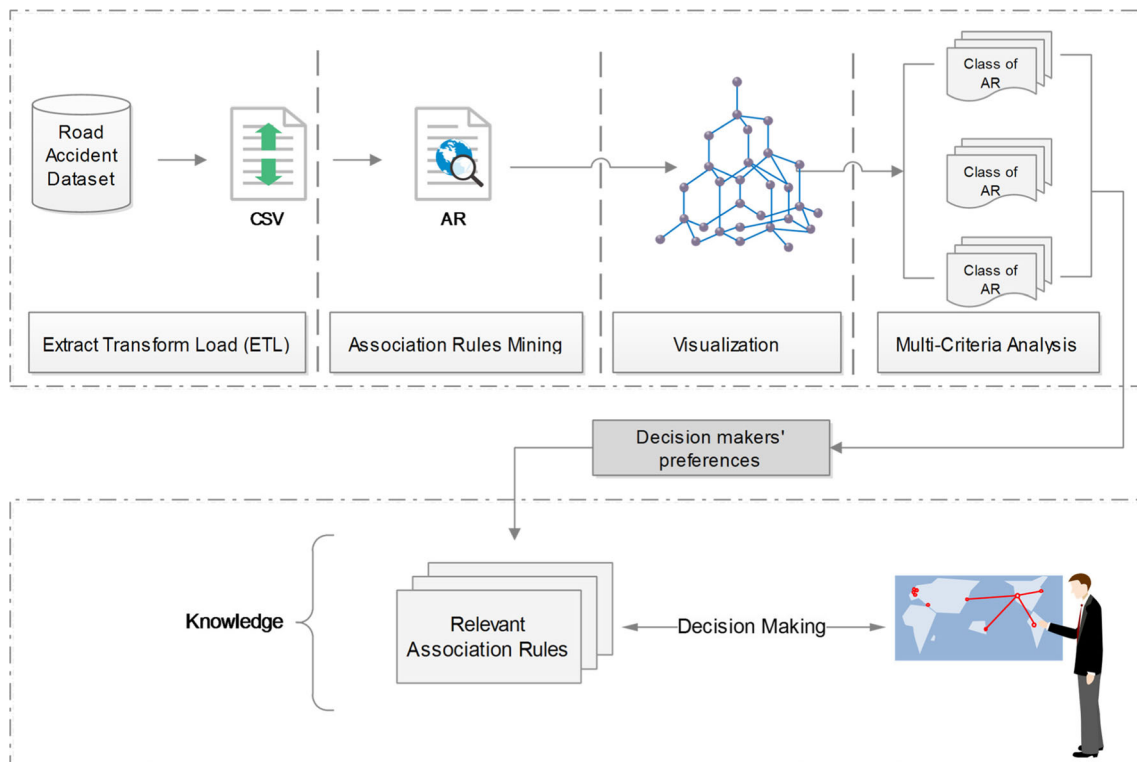 Road
Accident
Dataset
CSV
AR
Class of
AR
Class of
AR
Class of
AR
Extract Transform Load (ETL)
Association Rules Mining
Visualization
Multi-Criteria Analysis
Decision makers'
preferences
Knowledge
Relevant
Association Rules
Decision Making